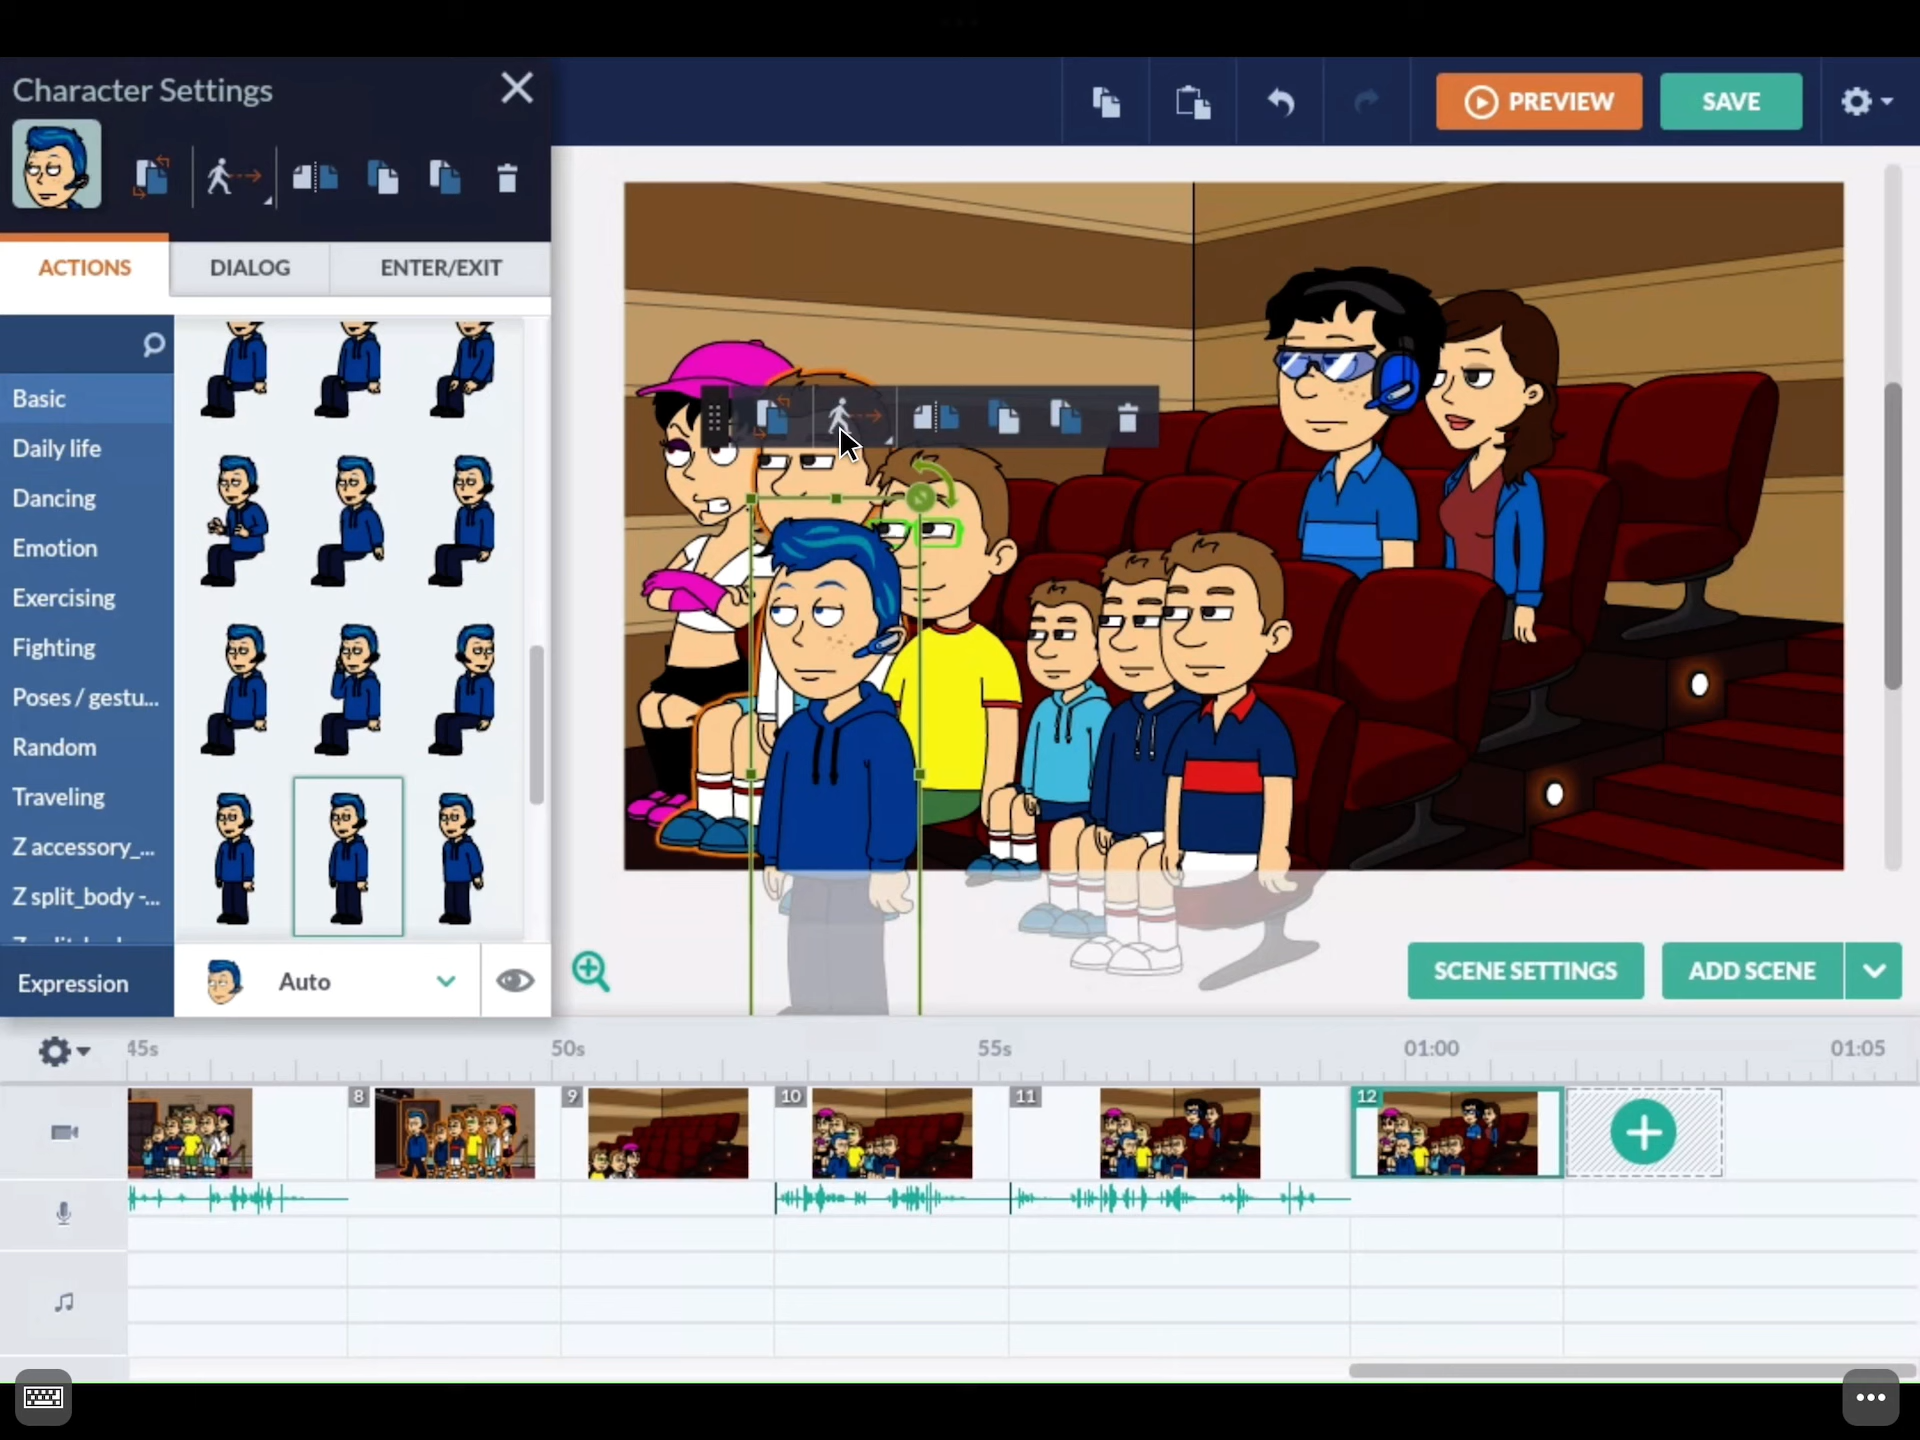 Character Settings
PREVIEW
SAVE
ACTIONS
DIALOG
ENTER/EXIT
Basic
Daily life
Dancing
Emotion
Exercising
Fighting
Poses / gestu...
Random
Traveling
Z accessory_...
Z split_body -...
Expression
Auto
SCENE SETTINGS
ADD SCENE
45s
50s
55s
01:00
01:05
8
9
10
11
12